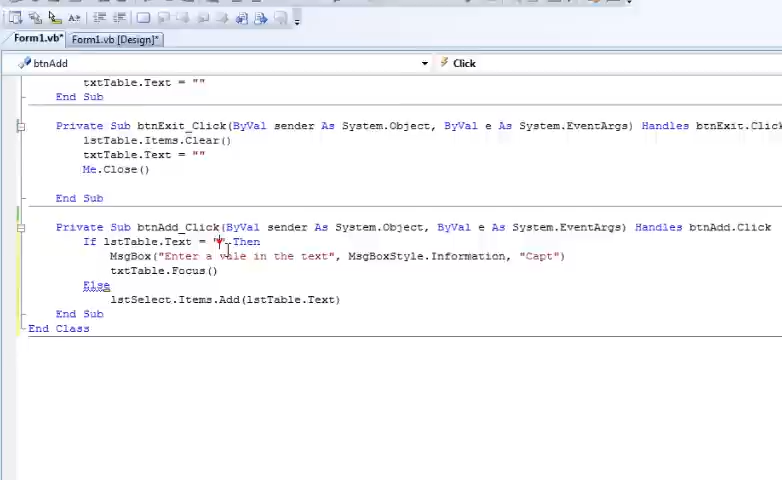 Form1.vb* Form1.vb [Design]*
btnAdd Click
txtTable.Text = ""
End Sub
Private Sub btnExit_Click(ByVal sender As System.Object, ByVal e As System.EventArgs) Handles btnExit.Click
lstTable.Items.Clear()
txtTable.Text = ""
Me.Close()
End Sub
Private Sub btnAdd_Click(ByVal sender As System.Object, ByVal e As System.EventArgs) Handles btnAdd.Click
If lstTable.Text = "" Then
MsgBox("Enter a vale in the text", MsgBoxStyle.Information, "Capt")
txtTable.Focus()
Else
lstSelect.Items.Add(lstTable.Text)
End Sub
End Class